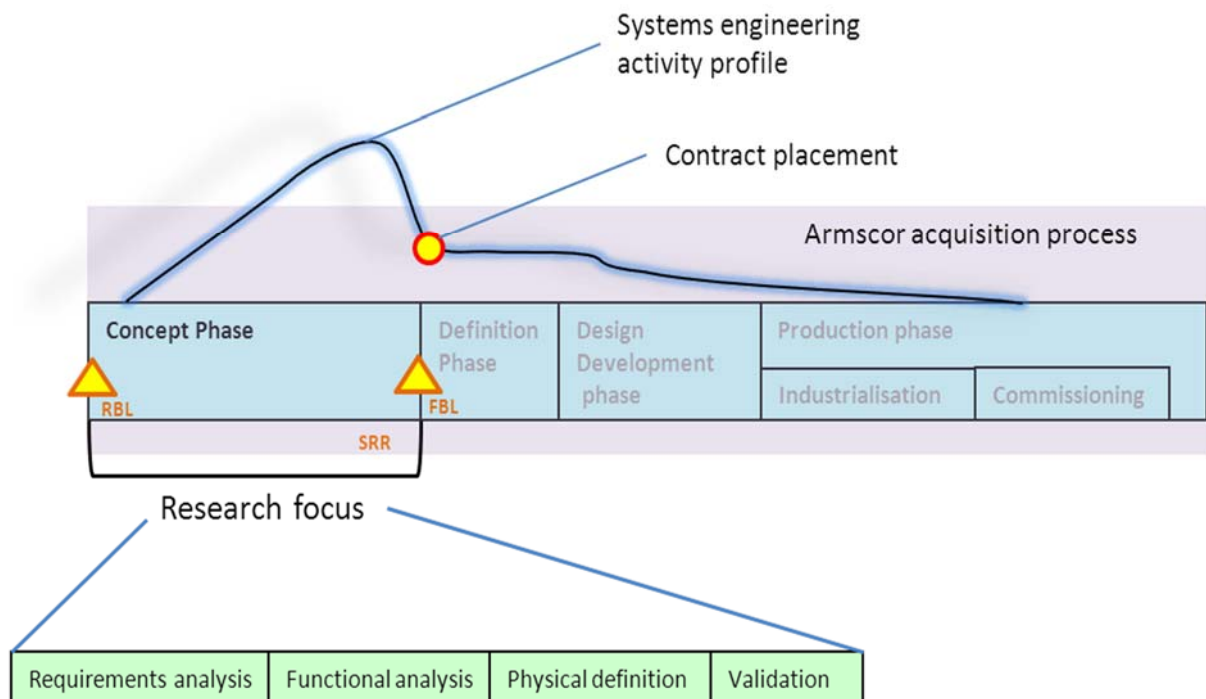 Systems engineering
activity profile
Contract placement
Armscor acquisition process
Concept Phase
Definition
Phase
Design
Development
phase
Production phase
Industrialisation
Commissioning
RBL
FBL
SRR
Research focus
Requirements analysis
Functional analysis
Physical definition
Validation